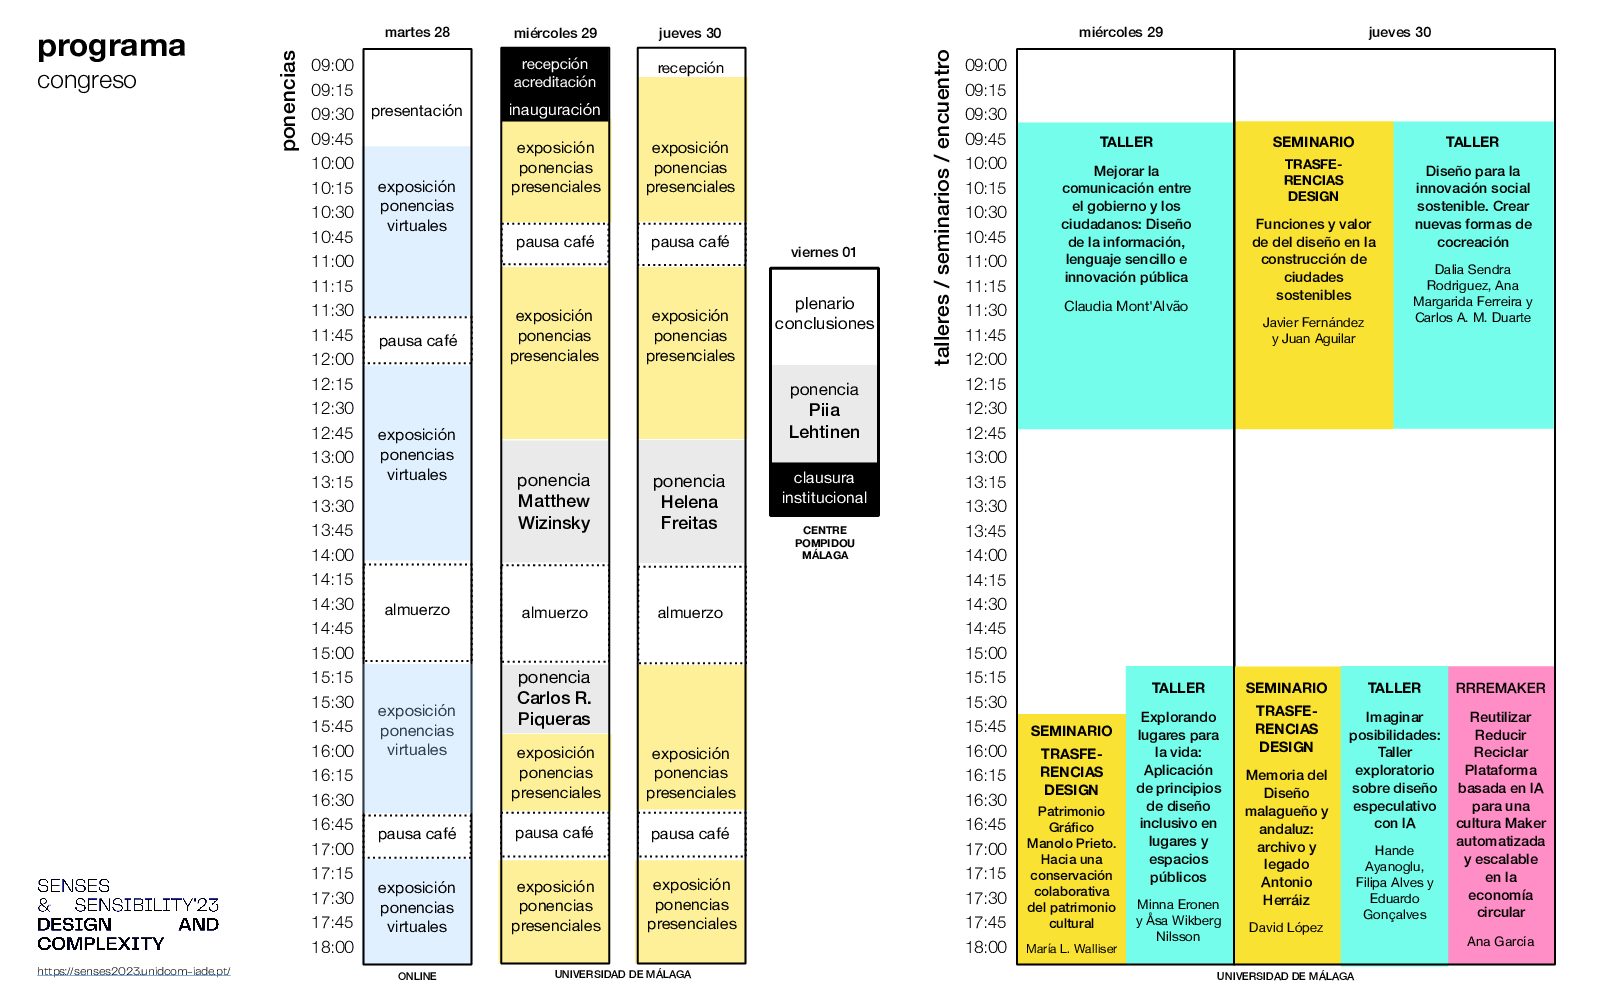 programa
congreso
ponencias
09:00
09:15
09:30
09:45
10:00
10:15
10:30
10:45
11:00
11:15
11:30
11:45
12:00
12:15
12:30
12:45
13:00
13:15
13:30
13:45
14:00
14:15
14:30
14:45
15:00
15:15
15:30
15:45
16:00
16:15
16:30
16:45
17:00
17:15
17:30
17:45
18:00
martes 28
presentación
exposición
ponencias
virtuales
pausa café
exposición
ponencias
virtuales
almuerzo
exposición
ponencias
virtuales
pausa café
exposición
ponencias
virtuales
ONLINE
miércoles 29
recepción
acreditación
inauguración
exposición
ponencias
presenciales
pausa café
exposición
ponencias
presenciales
ponencia
Matthew
Wizinsky
almuerzo
ponencia
Carlos R.
Piqueras
exposición
ponencias
presenciales
pausa café
exposición
ponencias
presenciales
jueves 30
recepción
exposición
ponencias
presenciales
pausa café
exposición
ponencias
presenciales
ponencia
Helena
Freitas
almuerzo
exposición
ponencias
presenciales
pausa café
exposición
ponencias
presenciales
UNIVERSIDAD DE MÁLAGA
viernes 01
plenario
conclusiones
ponencia
Piia
Lehtinen
clausura
institucional
CENTRE
POMPIDOU
MÁLAGA
talleres / seminarios / encuentro
09:00
09:15
09:30
09:45
10:00
10:15
10:30
10:45
11:00
11:15
11:30
11:45
12:00
12:15
12:30
12:45
13:00
13:15
13:30
13:45
14:00
14:15
14:30
14:45
15:00
15:15
15:30
15:45
16:00
16:15
16:30
16:45
17:00
17:15
17:30
17:45
18:00
miércoles 29
TALLER
Mejorar la
comunicación entre
el gobierno y los
ciudadanos: Diseño
de la información,
lenguaje sencillo e
innovación pública
Claudia Mont'Alvão
SEMINARIO
TRASFE-
RENCIAS
DESIGN
Patrimonio
Gráfico
Manolo Prieto.
Hacia una
conservación
colaborativa
del patrimonio
cultural
María L. Walliser
TALLER
Explorando
lugares para
la vida:
Aplicación
de principios
de diseño
inclusivo en
lugares y
espacios
públicos
Minna Eronen
y Åsa Wikberg
Nilsson
jueves 30
SEMINARIO
TRASFE-
RENCIAS
DESIGN
Funciones y valor
de del diseño en la
construcción de
ciudades
sostenibles
Javier Fernández
y Juan Aguilar
TALLER
Diseño para la
innovación social
sostenible. Crear
nuevas formas de
cocreación
Dalia Sendra
Rodriguez, Ana
Margarida Ferreira y
Carlos A. M. Duarte
SEMINARIO
TRASFE-
RENCIAS
DESIGN
Memoria del
Diseño
malagueño y
andaluz:
archivo y
legado
Antonio
Herráiz
David López
TALLER
Imaginar
posibilidades:
Taller
exploratorio
sobre diseño
especulativo
con IA
Hande
Ayanoglu,
Filipa Alves y
Eduardo
Gonçalves
RRREMAKER
Reutilizar
Reducir
Reciclar
Plataforma
basada en IA
para una
cultura Maker
automatizada
y escalable
en la
economía
circular
Ana García
UNIVERSIDAD DE MÁLAGA
SENSES
& SENSIBILITY'23
DESIGN AND
COMPLEXITY
https://senses2023.unidcom-iade.pt/